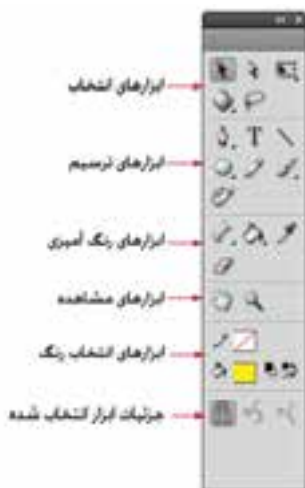 ابزارهای انتخاب
ابزارهای ترسیم
ابزارهای رنگ آمیزی
ابزارهای مشاهده
ابزارهای انتخاب رنگ
جزئیات ابزار انتخاب شده